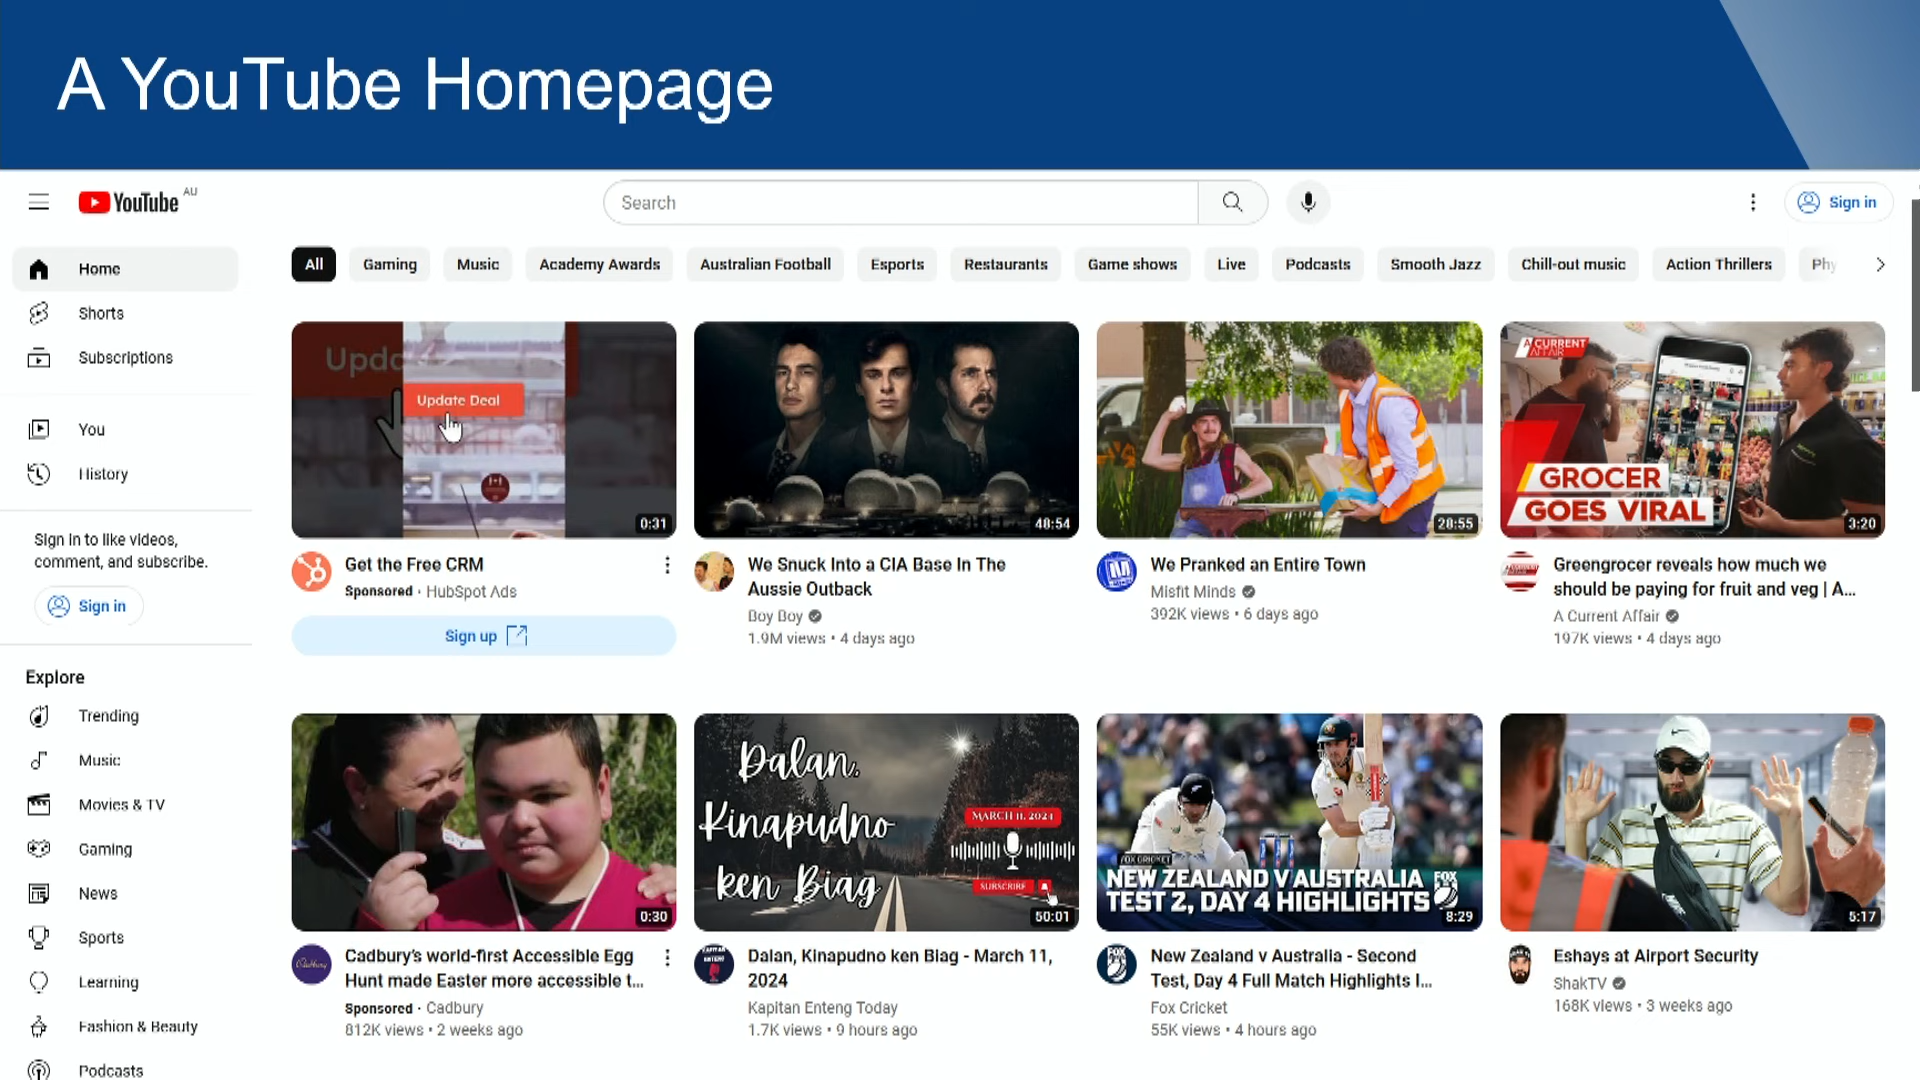 A YouTube Homepage
YouTube AU
Search
Sign in
Home
Shorts
Subscriptions
You
History
Sign in to like videos,
comment, and subscribe.
Sign in
Explore
Trending
Music
Movies & TV
Gaming
News
Sports
Learning
Fashion & Beauty
Podcasts
All Gaming Music Academy Awards Australian Football Esports Restaurants Game shows Live Podcasts Smooth Jazz Chill-out music Action Thrillers Phy
Update Deal
0:31
Get the Free CRM
Sponsored · HubSpot Ads
Sign up
48:54
We Snuck Into a CIA Base In The
Aussie Outback
Boy Boy
1.9M views • 4 days ago
28:55
We Pranked an Entire Town
Misfit Minds
392K views • 6 days ago
A CURRENT
AFFAIR
GROCER
GOES VIRAL
3:20
Greengrocer reveals how much we
should be paying for fruit and veg | A...
A Current Affair
197K views • 4 days ago
0:30
Cadbury's world-first Accessible Egg
Hunt made Easter more accessible t...
Sponsored · Cadbury
812K views • 2 weeks ago
Dalan,
Kinapudno
ken Biag
MARCH 11, 2024
SUBSCRIBE
50:01
Dalan, Kinapudno ken Biag - March 11,
2024
Kapitan Enteng Today
1.7K views • 9 hours ago
FOX CRICKET
NEW ZEALAND V AUSTRALIA
TEST 2, DAY 4 HIGHLIGHTS
FOX
8:29
New Zealand v Australia - Second
Test, Day 4 Full Match Highlights I...
Fox Cricket
55K views • 4 hours ago
5:17
Eshays at Airport Security
ShakTV
168K views • 3 weeks ago